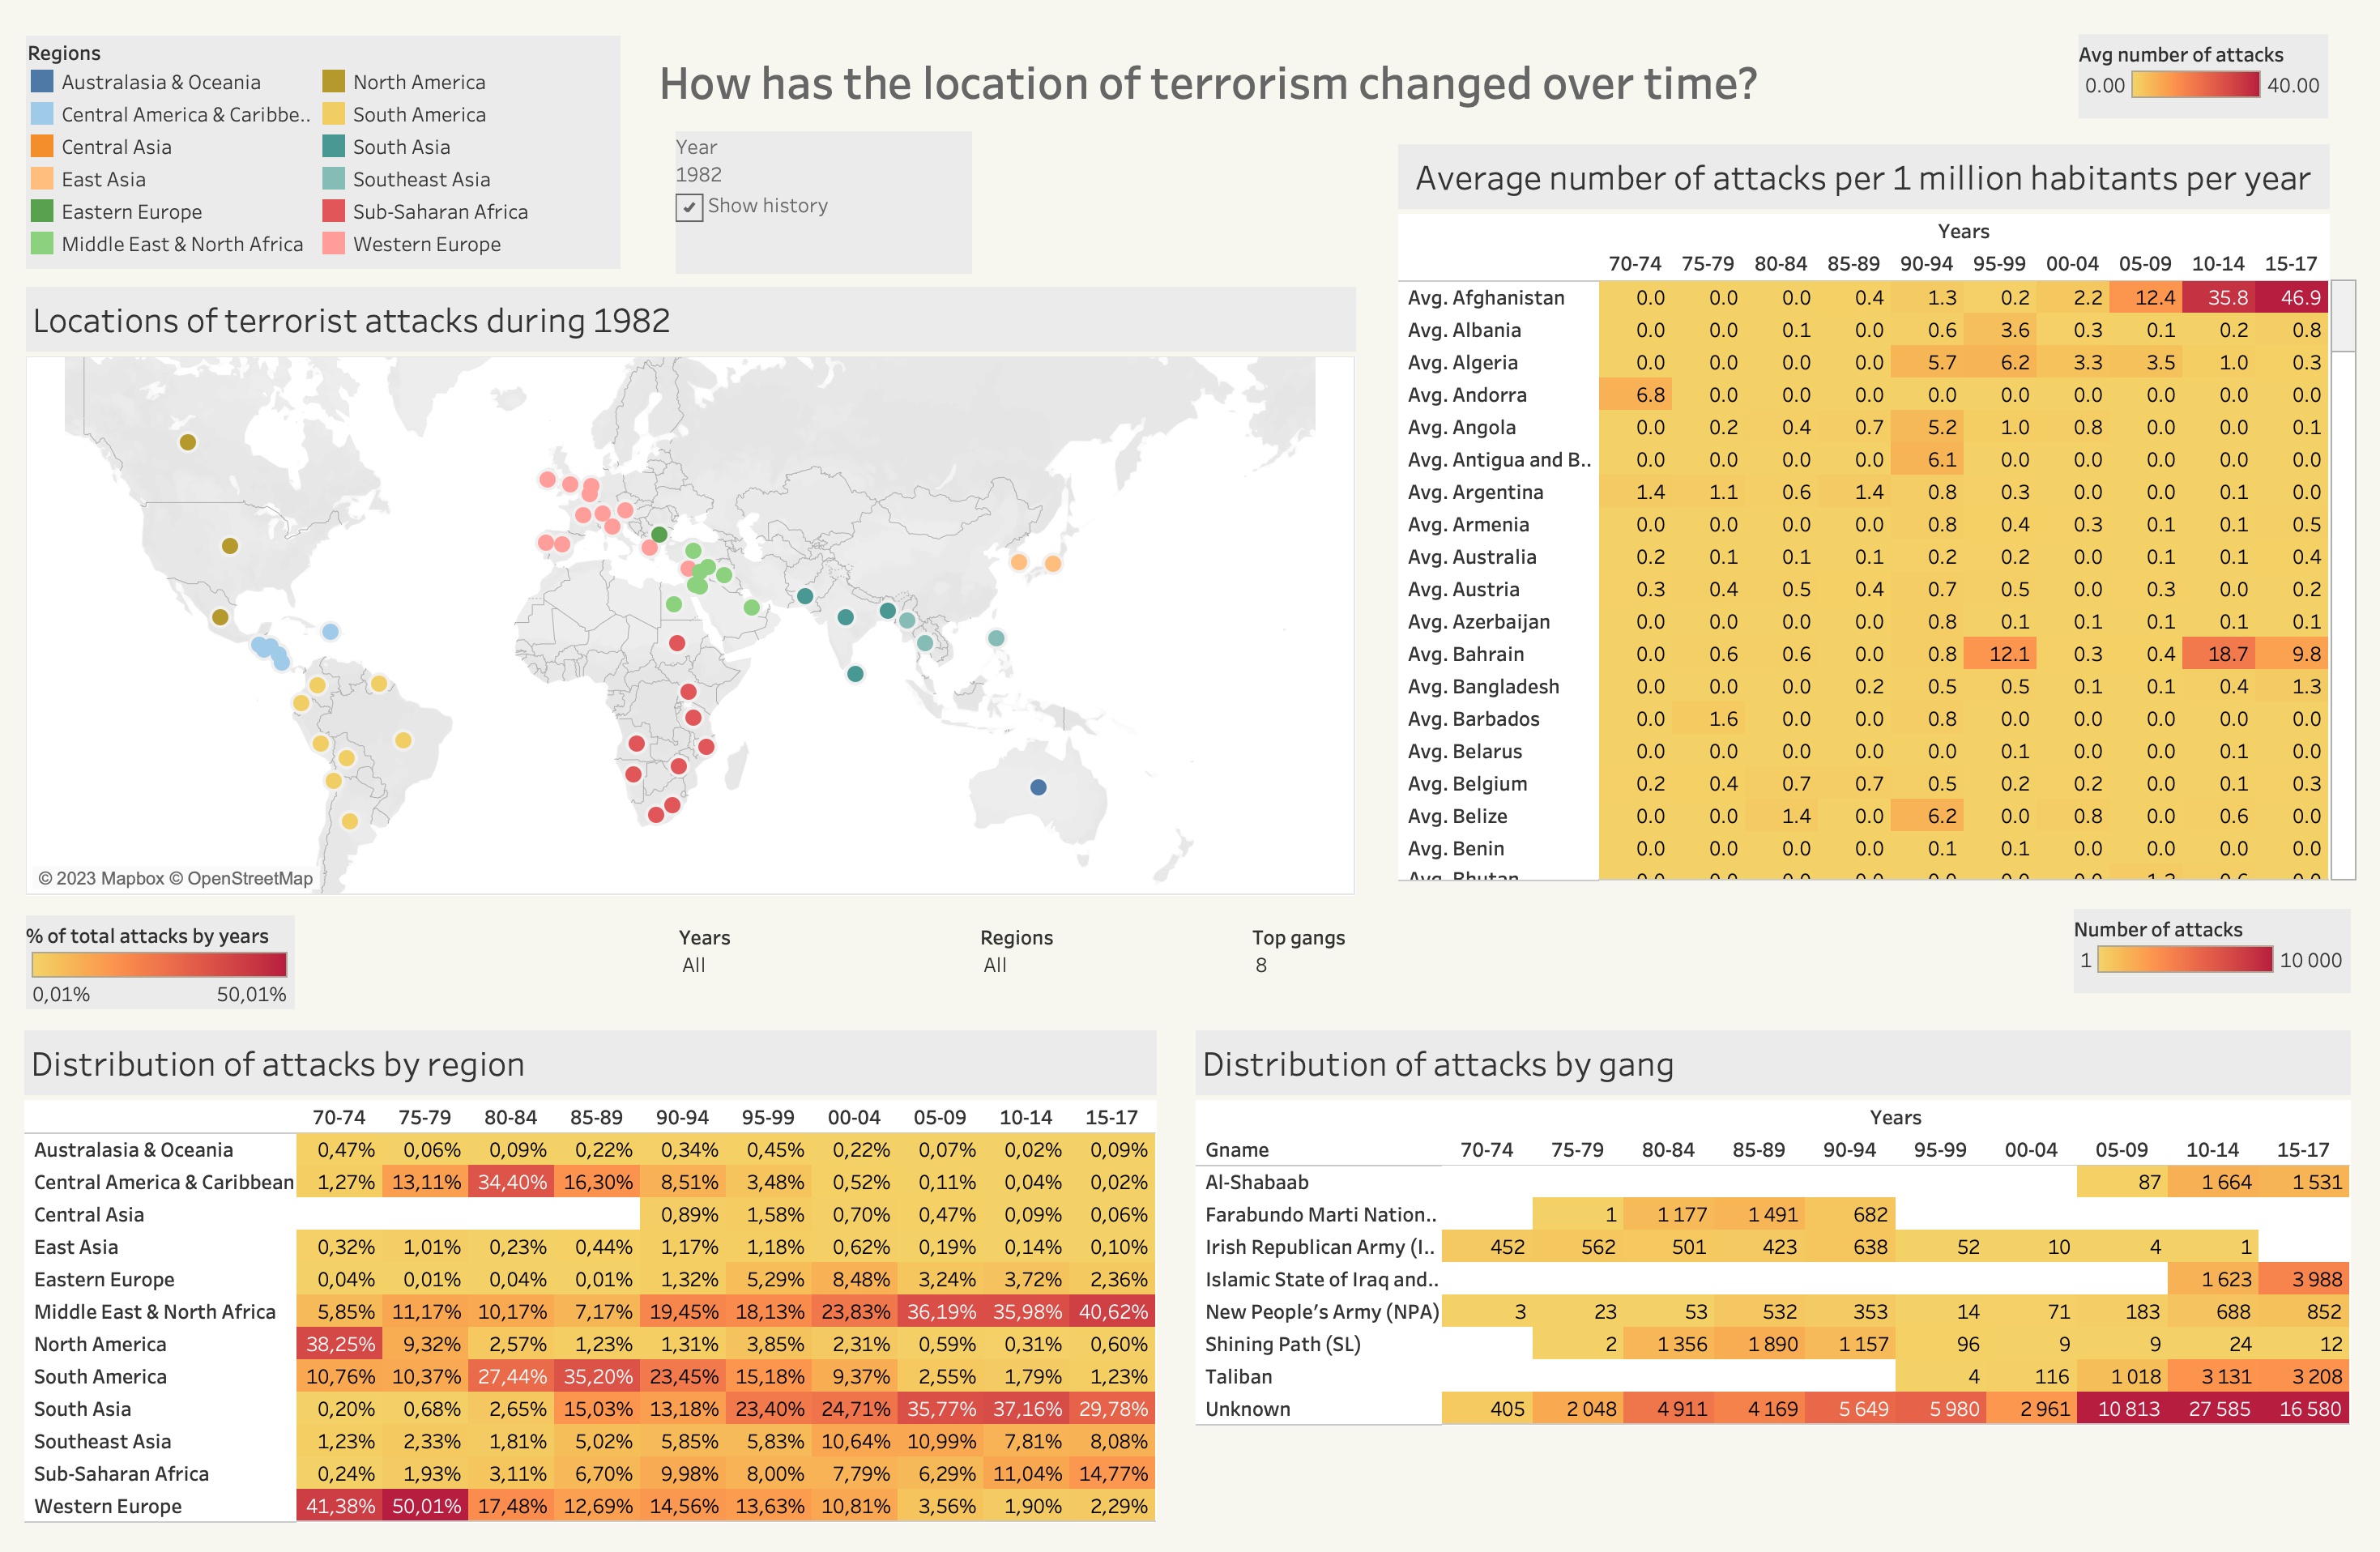 Regions
Australasia & Oceania
Central America & Caribbe..
Central Asia
East Asia
Eastern Europe
Middle East & North Africa
North America
South America
South Asia
Southeast Asia
Sub-Saharan Africa
Western Europe
How has the location of terrorism changed over time?
Year
1982
Show history
Avg number of attacks
0.00 40.00
Locations of terrorist attacks during 1982
© 2023 Mapbox © OpenStreetMap
Average number of attacks per 1 million habitants per year
Years
70-74 75-79 80-84 85-89 90-94 95-99 00-04 05-09 10-14 15-17
Avg. Afghanistan 0.0 0.0 0.0 0.4 1.3 0.2 2.2 12.4 35.8 46.9
Avg. Albania 0.0 0.0 0.1 0.0 0.6 3.6 0.3 0.1 0.2 0.8
Avg. Algeria 0.0 0.0 0.0 0.0 5.7 6.2 3.3 3.5 1.0 0.3
Avg. Andorra 6.8 0.0 0.0 0.0 0.0 0.0 0.0 0.0 0.0 0.0
Avg. Angola 0.0 0.2 0.4 0.7 5.2 1.0 0.8 0.0 0.0 0.1
Avg. Antigua and B.. 0.0 0.0 0.0 0.0 6.1 0.0 0.0 0.0 0.0 0.0
Avg. Argentina 1.4 1.1 0.6 1.4 0.8 0.3 0.0 0.0 0.1 0.0
Avg. Armenia 0.0 0.0 0.0 0.0 0.8 0.4 0.3 0.1 0.1 0.5
Avg. Australia 0.2 0.1 0.1 0.1 0.2 0.2 0.0 0.1 0.1 0.4
Avg. Austria 0.3 0.4 0.5 0.4 0.7 0.5 0.0 0.3 0.0 0.2
Avg. Azerbaijan 0.0 0.0 0.0 0.0 0.8 0.1 0.1 0.1 0.1 0.1
Avg. Bahrain 0.0 0.6 0.6 0.0 0.8 12.1 0.3 0.4 18.7 9.8
Avg. Bangladesh 0.0 0.0 0.0 0.2 0.5 0.5 0.1 0.1 0.4 1.3
Avg. Barbados 0.0 1.6 0.0 0.0 0.8 0.0 0.0 0.0 0.0 0.0
Avg. Belarus 0.0 0.0 0.0 0.0 0.0 0.1 0.0 0.0 0.1 0.0
Avg. Belgium 0.2 0.4 0.7 0.7 0.5 0.2 0.2 0.0 0.1 0.3
Avg. Belize 0.0 0.0 1.4 0.0 6.2 0.0 0.8 0.0 0.6 0.0
Avg. Benin 0.0 0.0 0.0 0.0 0.1 0.1 0.0 0.0 0.0 0.0
Avg. Bhutan 0.0 0.0 0.0 0.0 0.0 0.0 0.0
% of total attacks by years
0,01% 50,01%
Years
All
Regions
All
Top gangs
8
Number of attacks
1 10 000
Distribution of attacks by region
70-74 75-79 80-84 85-89 90-94 95-99 00-04 05-09 10-14 15-17
Australasia & Oceania 0,47% 0,06% 0,09% 0,22% 0,34% 0,45% 0,22% 0,07% 0,02% 0,09%
Central America & Caribbean 1,27% 13,11% 34,40% 16,30% 8,51% 3,48% 0,52% 0,11% 0,04% 0,02%
Central Asia 0,89% 1,58% 0,70% 0,47% 0,09% 0,06%
East Asia 0,32% 1,01% 0,23% 0,44% 1,17% 1,18% 0,62% 0,19% 0,14% 0,10%
Eastern Europe 0,04% 0,01% 0,04% 0,01% 1,32% 5,29% 8,48% 3,24% 3,72% 2,36%
Middle East & North Africa 5,85% 11,17% 10,17% 7,17% 19,45% 18,13% 23,83% 36,19% 35,98% 40,62%
North America 38,25% 9,32% 2,57% 1,23% 1,31% 3,85% 2,31% 0,59% 0,31% 0,60%
South America 10,76% 10,37% 27,44% 35,20% 23,45% 15,18% 9,37% 2,55% 1,79% 1,23%
South Asia 0,20% 0,68% 2,65% 15,03% 13,18% 23,40% 24,71% 35,77% 37,16% 29,78%
Southeast Asia 1,23% 2,33% 1,81% 5,02% 5,85% 5,83% 10,64% 10,99% 7,81% 8,08%
Sub-Saharan Africa 0,24% 1,93% 3,11% 6,70% 9,98% 8,00% 7,79% 6,29% 11,04% 14,77%
Western Europe 41,38% 50,01% 17,48% 12,69% 14,56% 13,63% 10,81% 3,56% 1,90% 2,29%
Distribution of attacks by gang
Years
Gname 70-74 75-79 80-84 85-89 90-94 95-99 00-04 05-09 10-14 15-17
Al-Shabaab 87 1 664 1 531
Farabundo Marti Nation.. 1 1 177 1 491 682
Irish Republican Army (I.. 452 562 501 423 638 52 10 4 1
Islamic State of Iraq and.. 1 623 3 988
New People's Army (NPA) 3 23 53 532 353 14 71 183 688 852
Shining Path (SL) 2 1 356 1 890 1 157 96 9 9 24 12
Taliban 4 116 1 018 3 131 3 208
Unknown 405 2 048 4 911 4 169 5 649 5 980 2 961 10 813 27 585 16 580